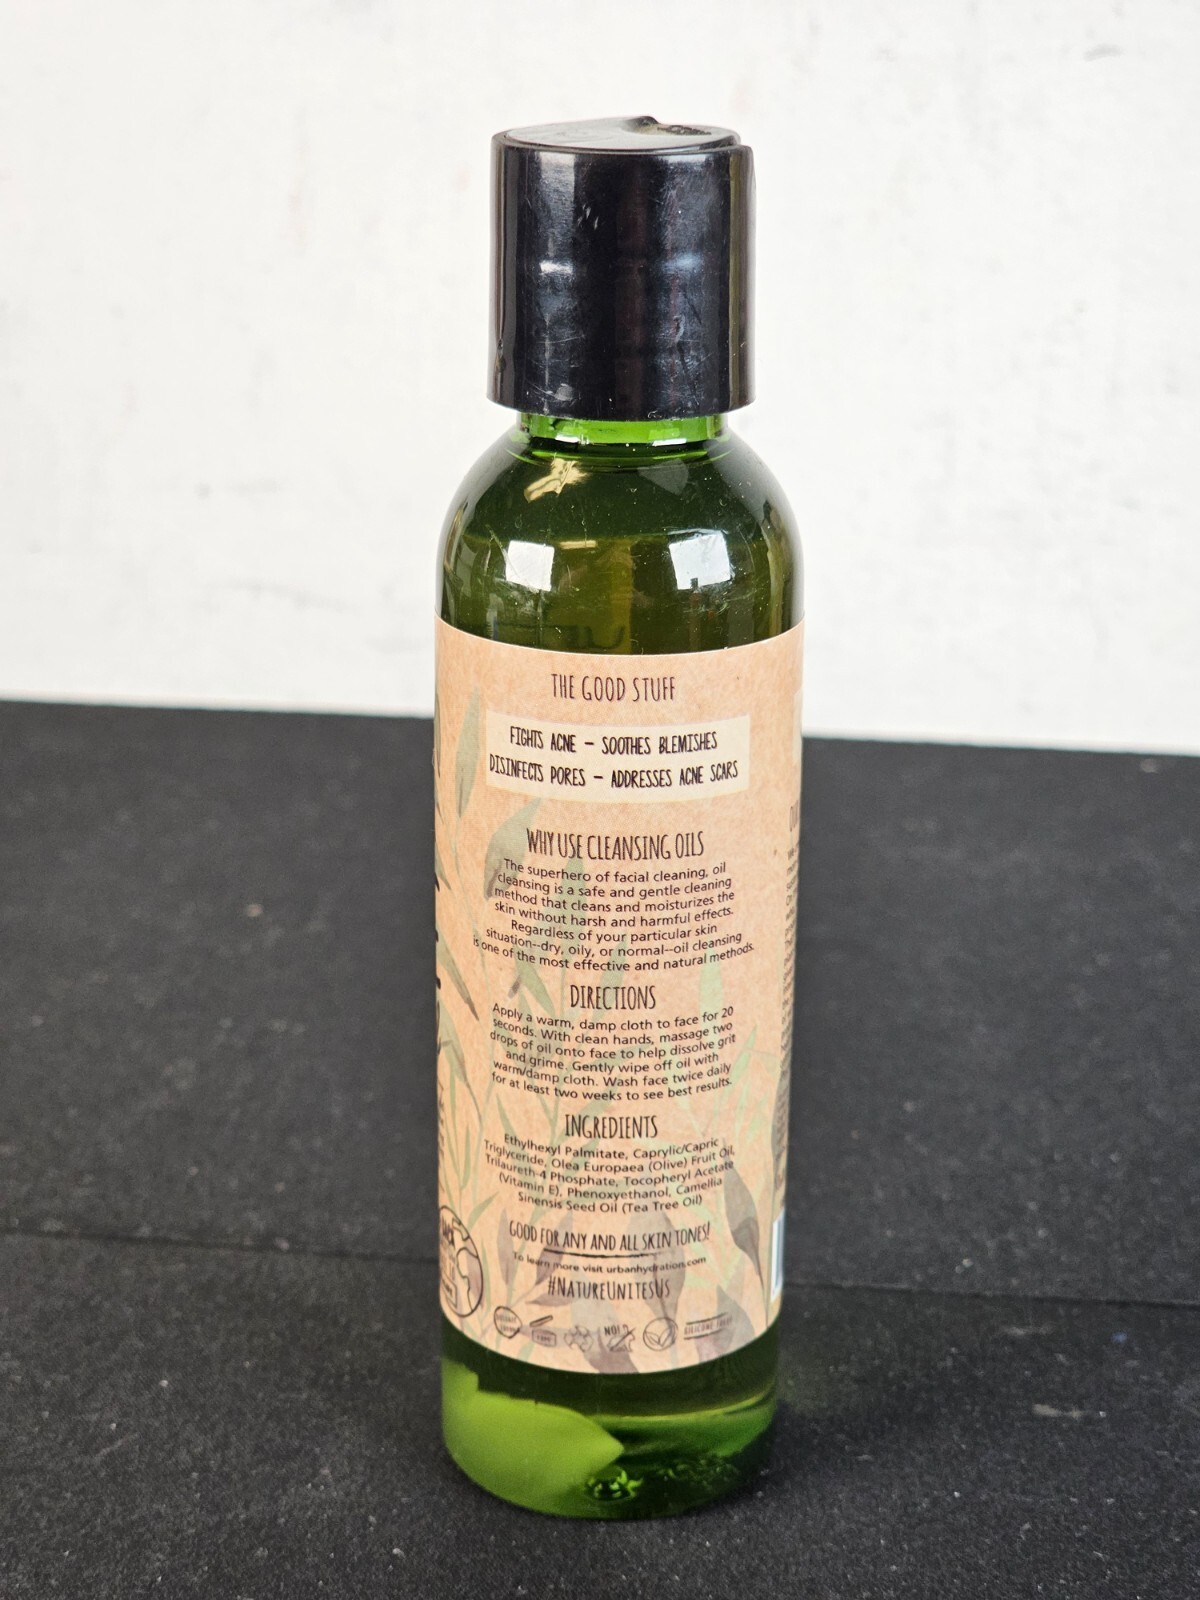 THE GOOD STUFF
FIGHTS ACNE – SOOTHES BLEMISHES
DISINFECTS PORES – ADDRESSES ACNE SCARS
WHY USE CLEANSING OILS
The superhero of facial cleaning, oil
cleansing is a safe and gentle cleaning
method that cleans and moisturizes the
skin without harsh and harmful effects.
Regardless of your particular skin
situation--dry, oily, or normal--oil cleansing
is one of the most effective and natural methods.
DIRECTIONS
Apply a warm, damp cloth to face for 20
seconds. With clean hands, massage two
drops of oil onto face to help dissolve grit
and grime. Gently wipe off oil with
warm/damp cloth. Wash face twice daily
for at least two weeks to see best results.
INGREDIENTS
Ethylhexyl Palmitate, Caprylic/Capric
Triglyceride, Olea Europaea (Olive) Fruit Oil,
Trilaureth-4 Phosphate, Tocopheryl Acetate
(Vitamin E), Phenoxyethanol, Camellia
Sinensis Seed Oil (Tea Tree Oil)
GOOD FOR ANY AND ALL SKIN TONES!
To learn more visit urbanhydration.com
#NATUREUNITESUS
NO!
SILICONE FREE